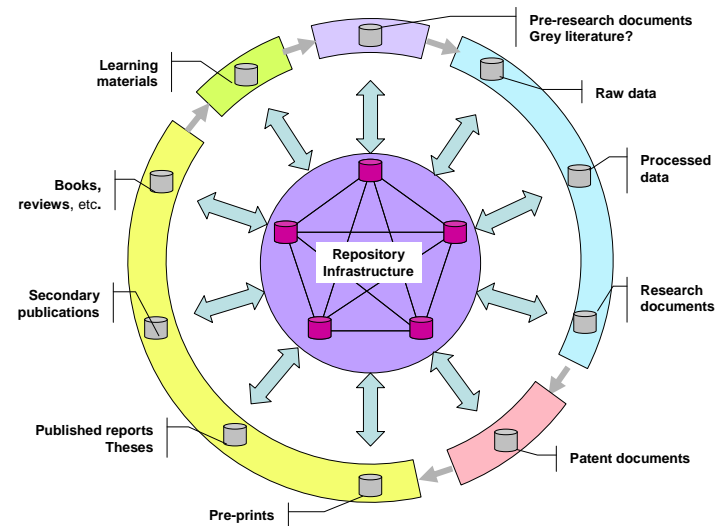 Pre-research documents
Grey literature?
Learning
materials
Raw data
Processed
data
Books,
reviews, etc.
Repository
Infrastructure
Secondary
publications
Research
documents
Published reports
Theses
Patent documents
Pre-prints